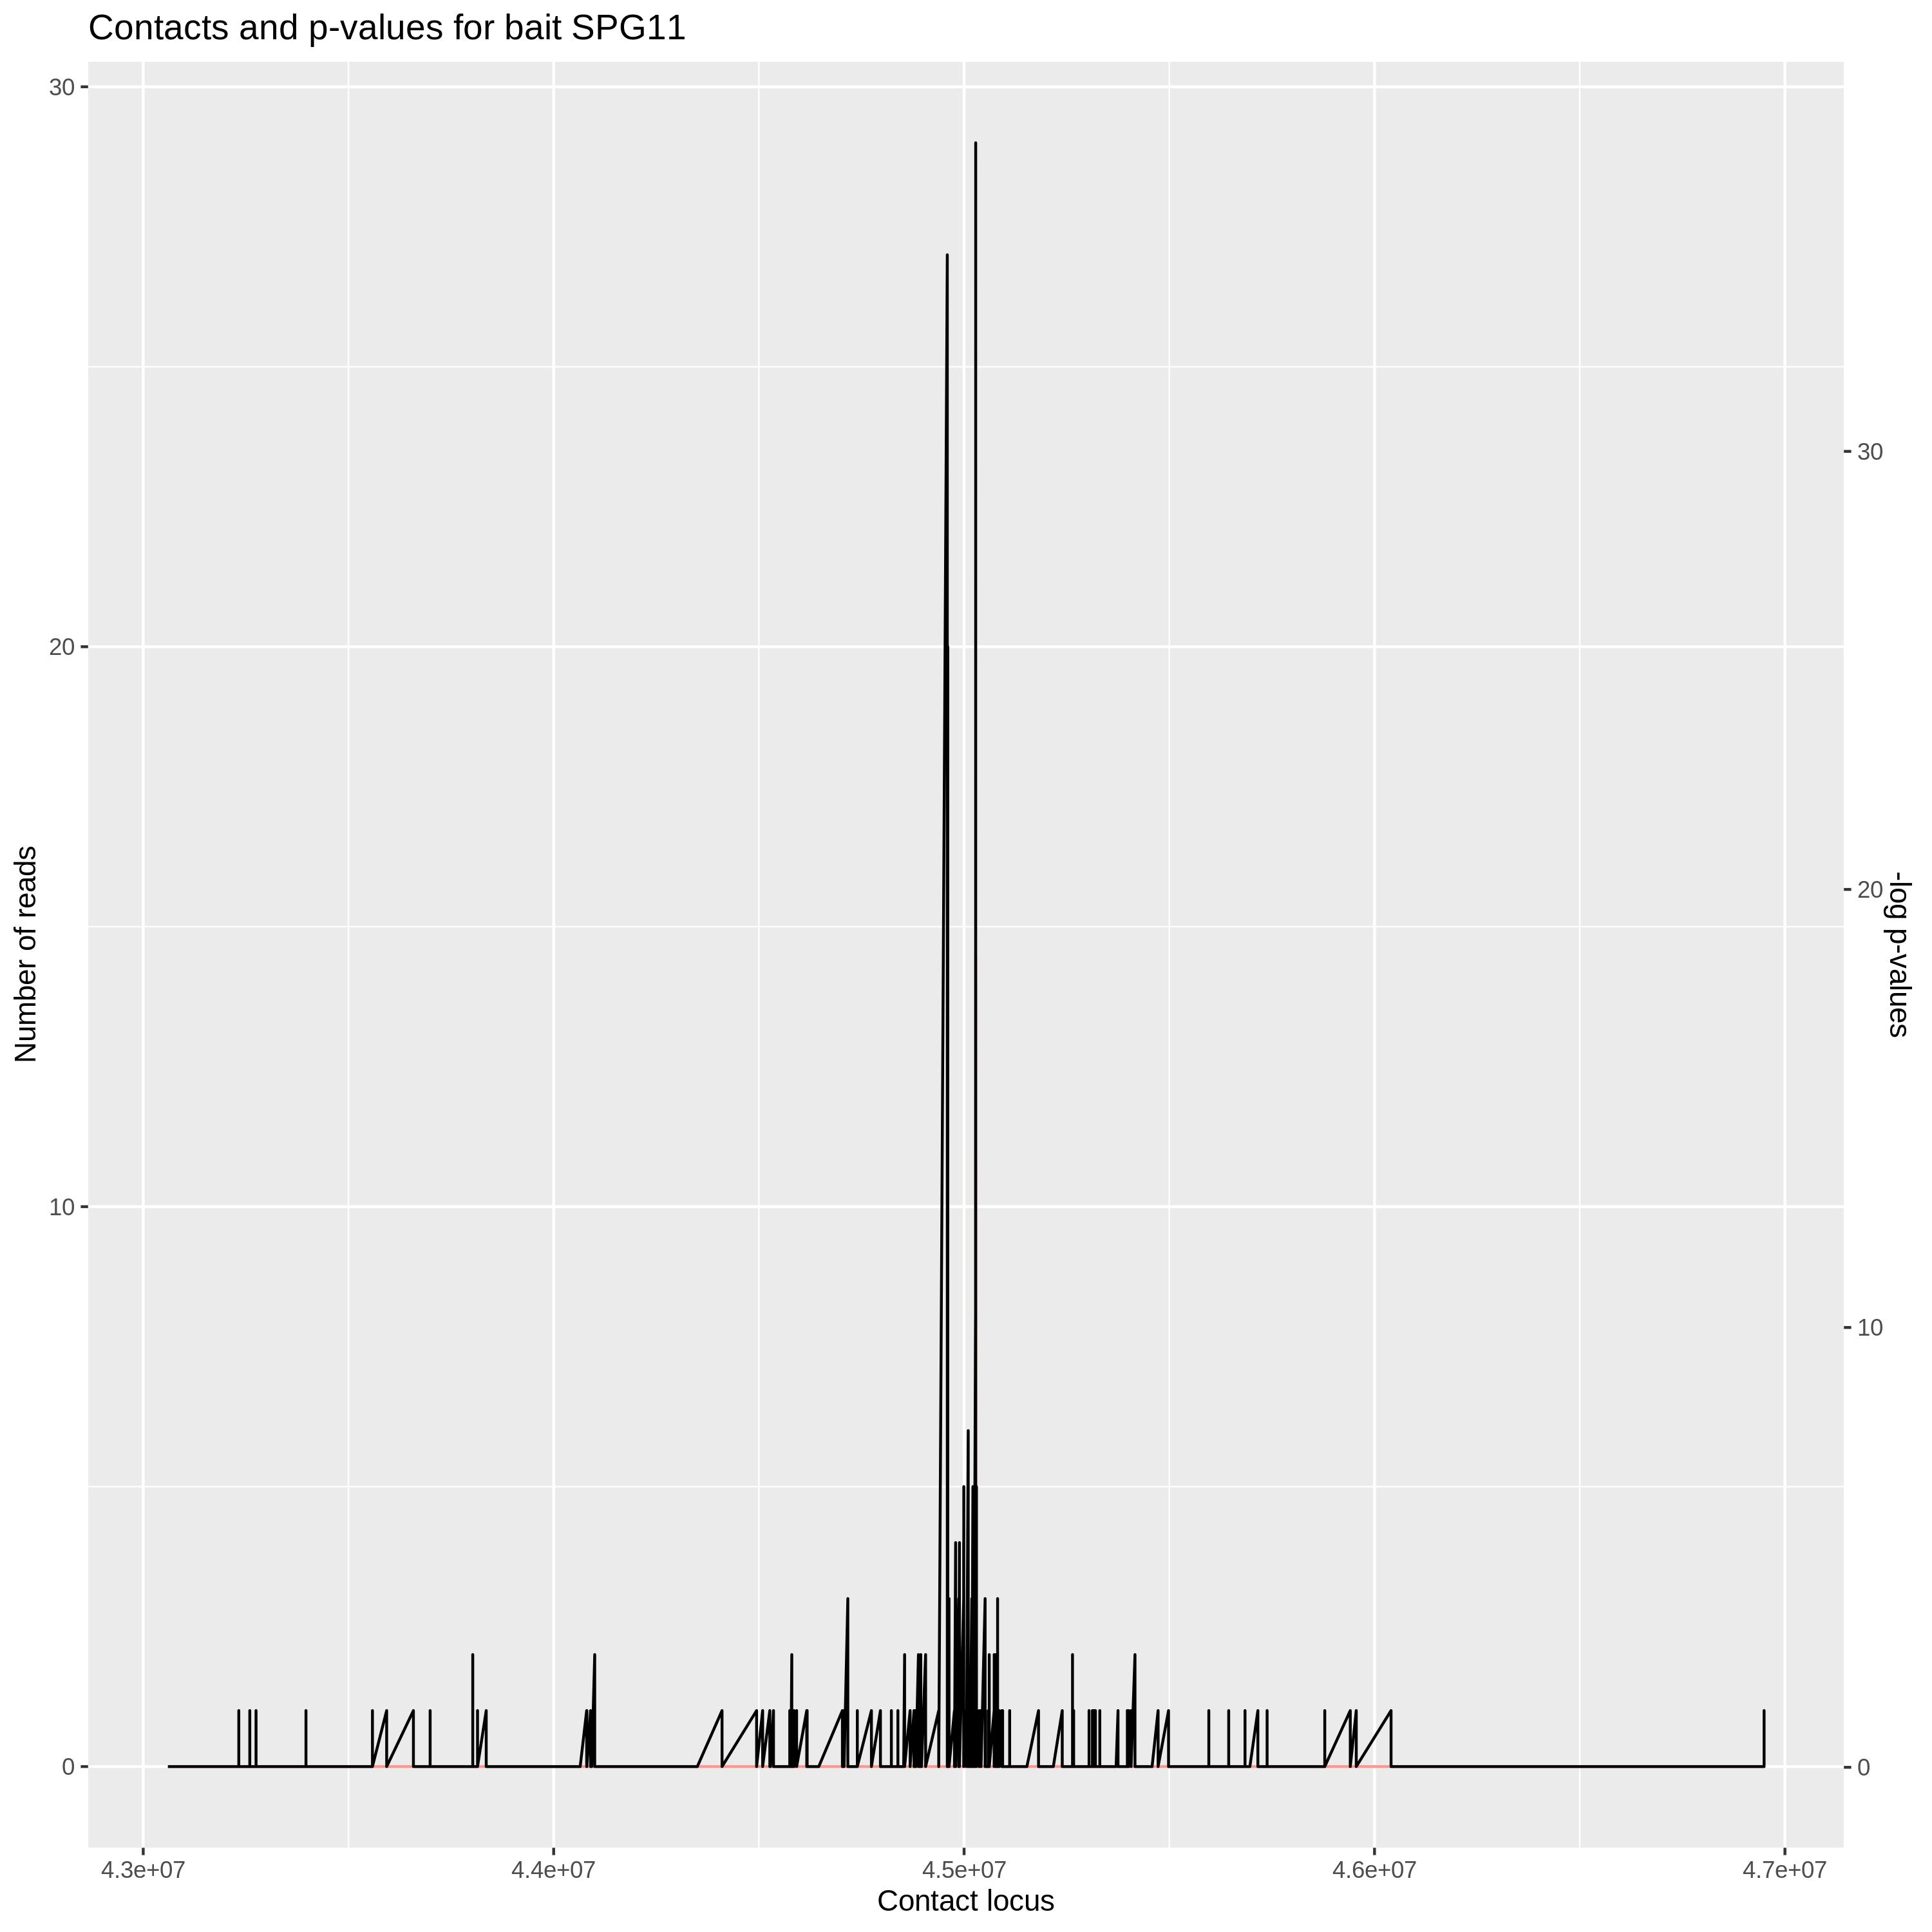 Contacts and p-values for bait SPG11
30
20
10
0
Number of reads
30
20
10
0
-log p-values
4.3e+07
4.4e+07
4.5e+07
4.6e+07
4.7e+07
Contact locus